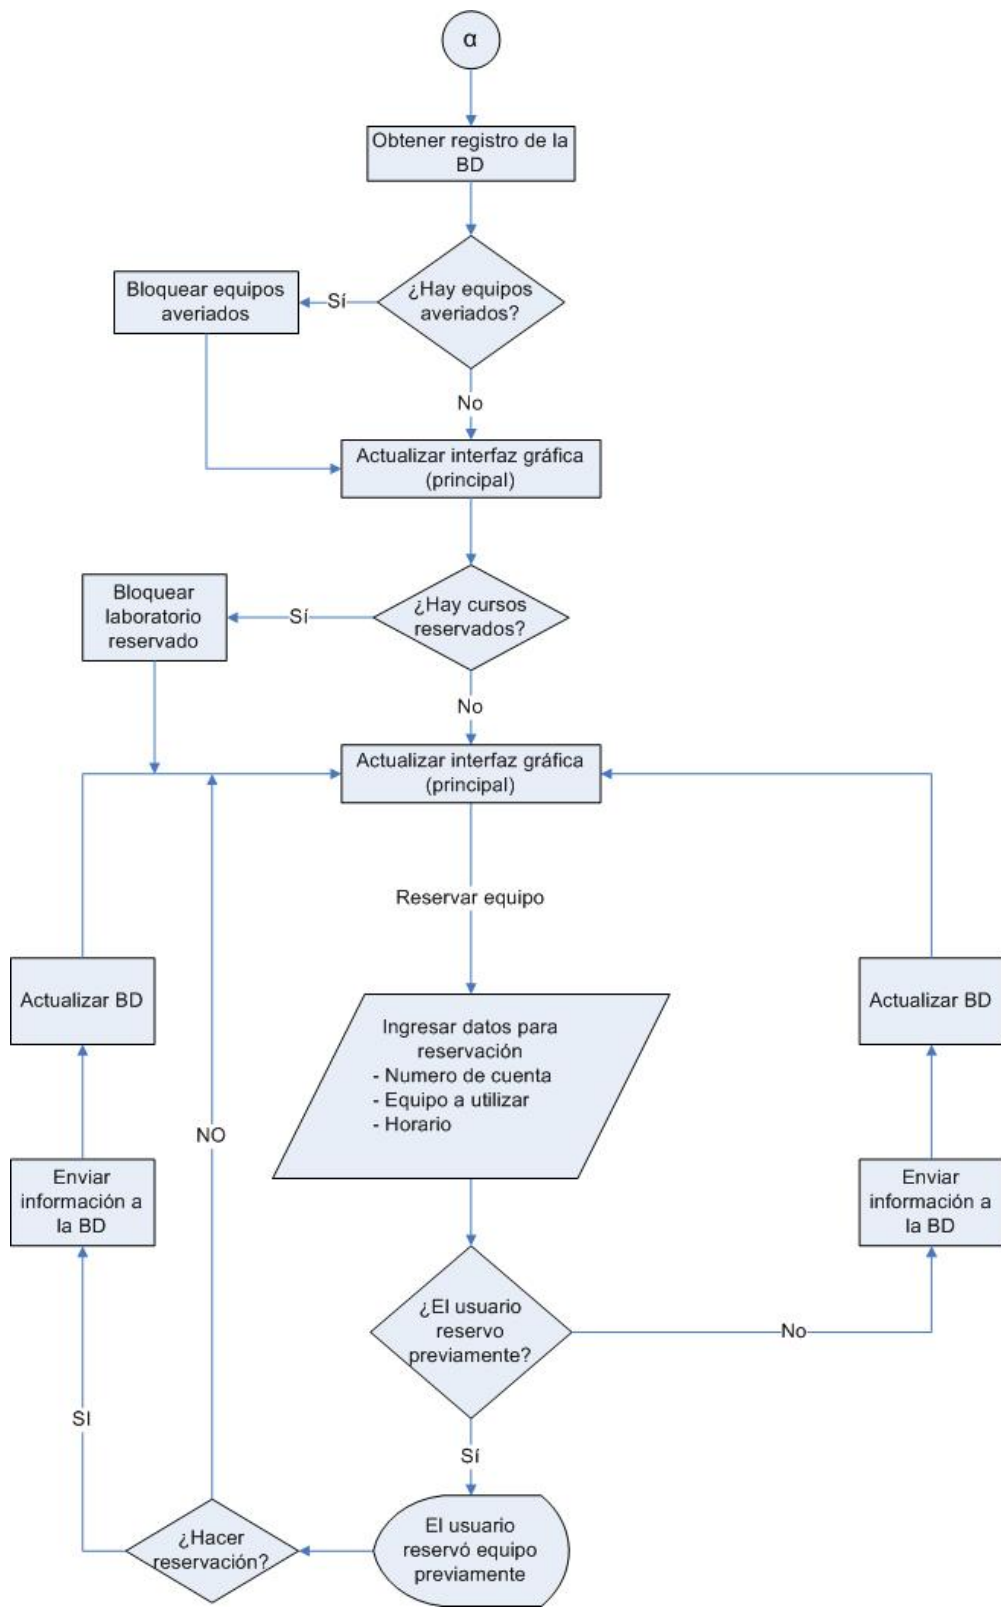 α
Obtener registro de la
BD
¿Hay equipos
averiados?
Sí
Bloquear equipos
averiados
No
Actualizar interfaz gráfica
(principal)
¿Hay cursos
reservados?
Sí
Bloquear
laboratorio
reservado
No
Actualizar interfaz gráfica
(principal)
Reservar equipo
Actualizar BD
Ingresar datos para
reservación
- Numero de cuenta
- Equipo a utilizar
- Horario
Actualizar BD
NO
Enviar
información a
la BD
Enviar
información a
la BD
¿El usuario
reservo
previamente?
No
SI
Sí
¿Hacer
reservación?
El usuario
reservó equipo
previamente